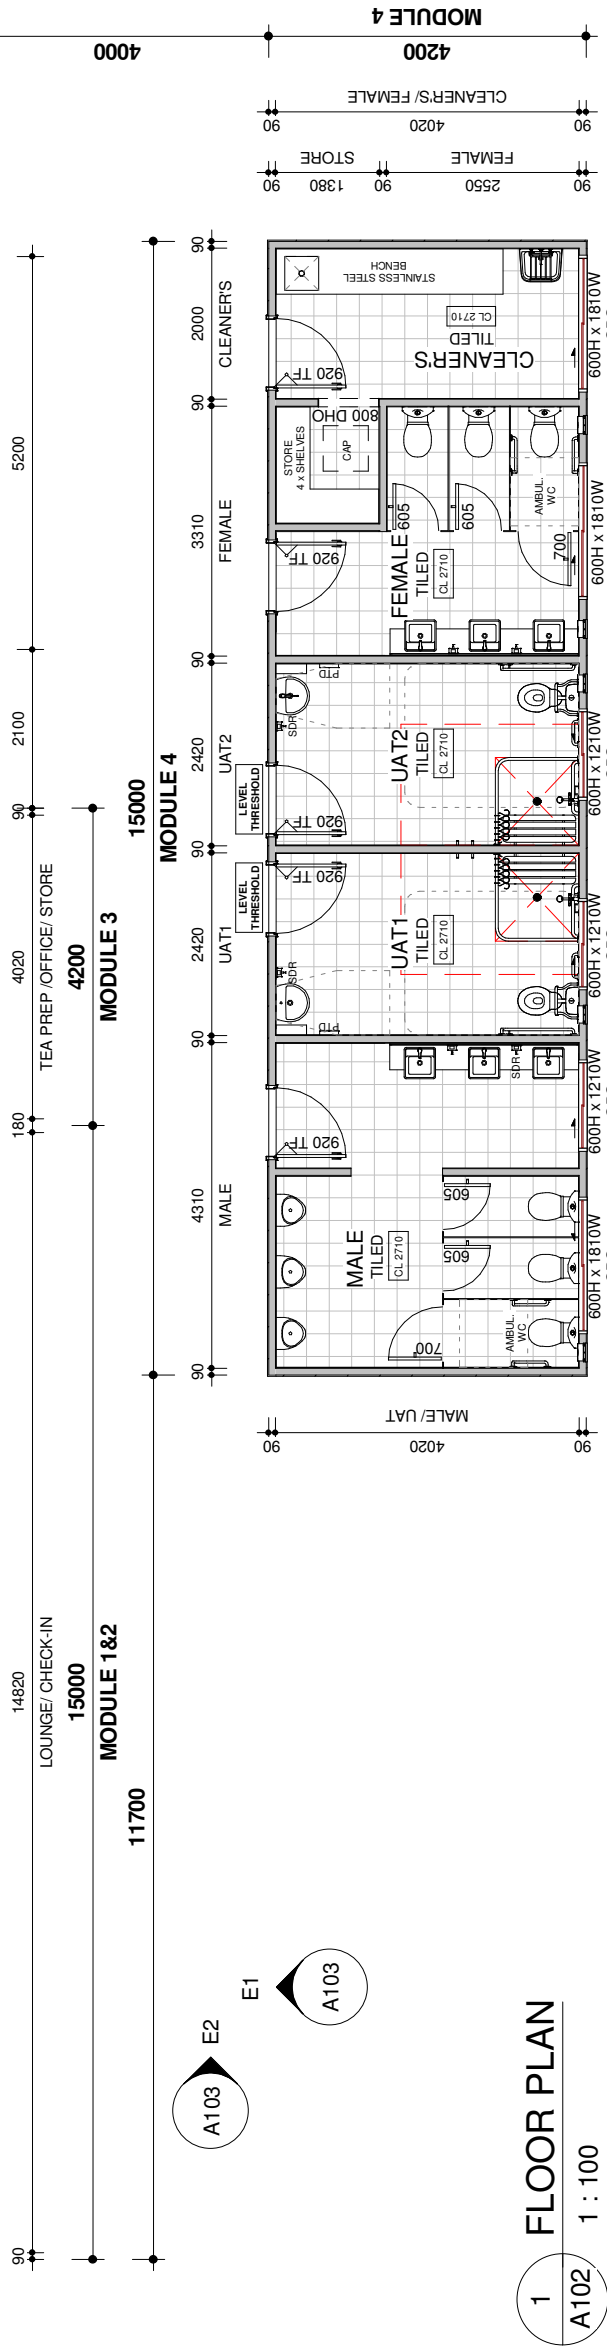 90
14820
180
4020
90
2100
5200
LOUNGE/ CHECK-IN
TEA PREP /OFFICE/ STORE
15000
4200
MODULE 1&2
MODULE 3
11700
15000
MODULE 4
90
4310
90
2420
90
2420
90
3310
90
2000
90
MALE
UAT1
UAT2
FEMALE
CLEANER'S
LEVEL
THRESHOLD
LEVEL
THRESHOLD
4000
4200
MODULE 4
90
4020
90
CLEANER'S/ FEMALE
90
1380
90
2550
90
STORE
FEMALE
90
4020
90
MALE/ UAT
920 TF
920 TF
920 TF
920 TF
920 TF
MALE
TILED
CL 2710
605
605
700
AMBUL.
WC
SDR
UAT1
TILED
CL 2710
SDR
PTD
UAT2
TILED
CL 2710
SDR
PTD
FEMALE
TILED
CL 2710
605
605
700
AMBUL.
WC
STORE
4 x SHELVES
CAP
800 DHO
CLEANER'S
TILED
CL 2710
STAINLESS STEEL
BENCH
600H x 1810W
600H x 1210W
600H x 1210W
600H x 1210W
600H x 1810W
600H x 1810W
E1
A103
E2
A103
1
A102
FLOOR PLAN
1 : 100